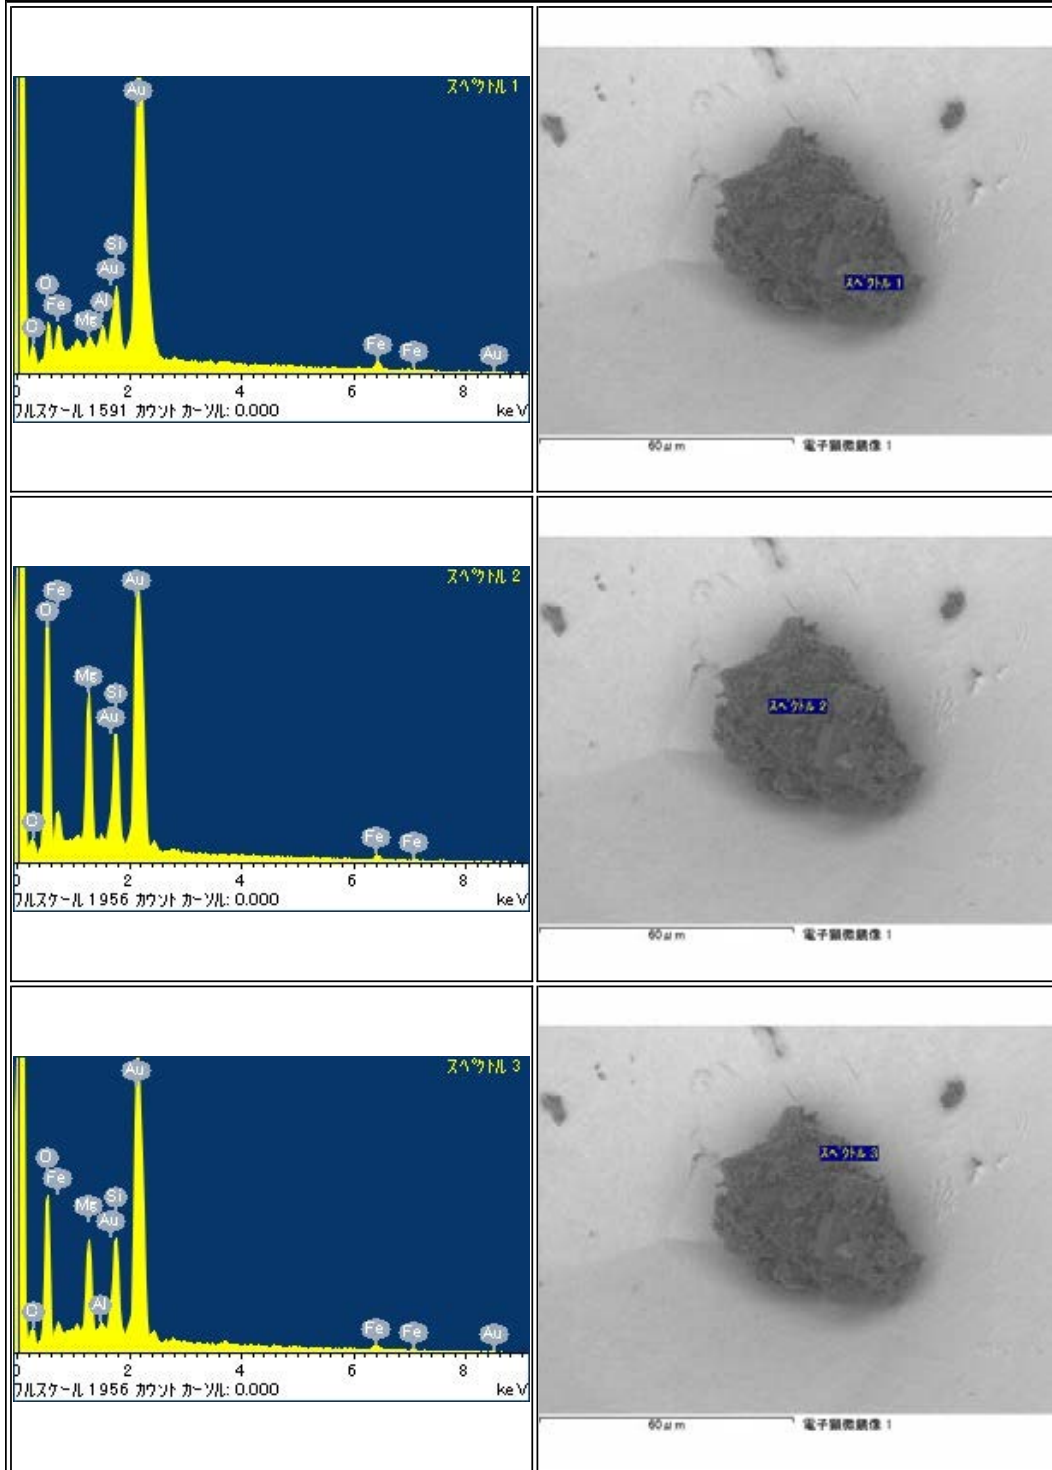 スペクトル 1
Au
Si
Au
O
Fe
Al
Mg
C
Fe
Fe
Au
0 2 4 6 8
フルスケール 1591 カウント カーソル: 0.000 keV
スペクトル 1
60μm 電子顕微鏡像 1
スペクトル 2
Au
Fe
O
Mg
Si
Au
C
Fe
Fe
0 2 4 6 8
フルスケール 1956 カウント カーソル: 0.000 keV
スペクトル 2
60μm 電子顕微鏡像 1
スペクトル 3
Au
O
Fe
Mg
Si
Au
C
Al
Fe
Fe
Au
0 2 4 6 8
フルスケール 1956 カウント カーソル: 0.000 keV
スペクトル 3
60μm 電子顕微鏡像 1